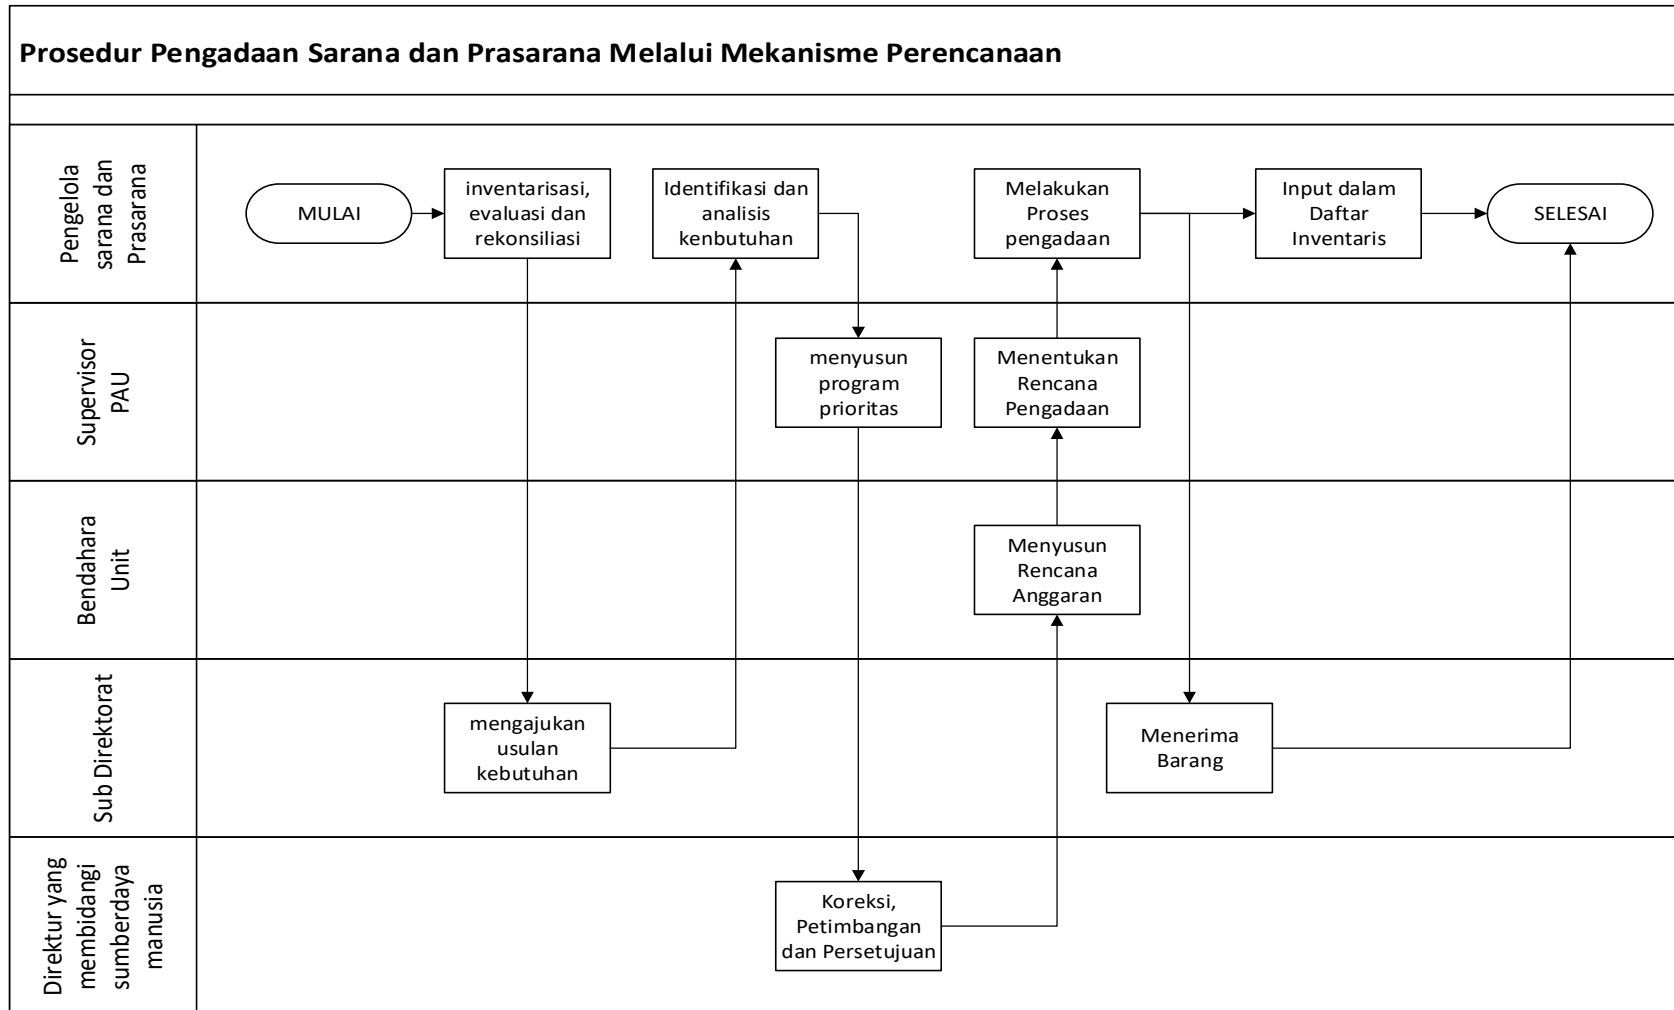 Prosedur Pengadaan Sarana dan Prasarana Melalui Mekanisme Perencanaan
Pengelola
sarana dan
Prasarana
MULAI
inventarisasi,
evaluasi dan
rekonsiliasi
Identifikasi dan
analisis
kenbutuhan
Melakukan
Proses
pengadaan
Input dalam
Daftar
Inventaris
SELESAI
Supervisor
PAU
menyusun
program
prioritas
Menentukan
Rencana
Pengadaan
Bendahara
Unit
Menyusun
Rencana
Anggaran
Sub Direktorat
mengajukan
usulan
kebutuhan
Menerima
Barang
Direktur yang
membidangi
sumberdaya
manusia
Koreksi,
Petimbangan
dan Persetujuan